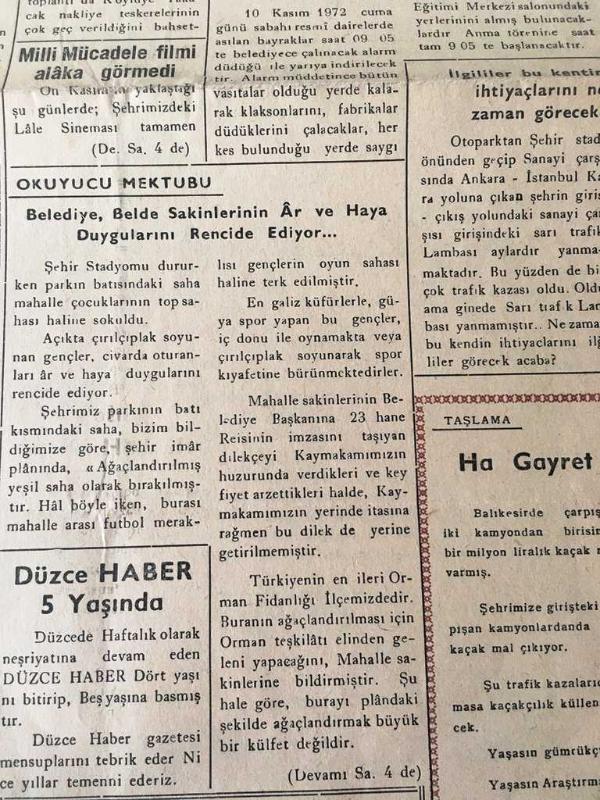 cak nakliye teskerelerinin
çok geç verildiğini bahset-
Milli Mücadele filmi
alâka görmedi
On Kasıma yaklaştığı
şu günlerde; Şehrimizdeki
Lâle Sineması tamamen
(De. Sa. 4 de)
10 Kasım 1972 cuma
günü sabahı resmî dairelerde
asılan bayraklar saat 09 05
te belediyece çalınacak alarm
düdüğü ile yarıya indirilecek
tir. Alarm müddetince bütün
vasıtalar olduğu yerde kala-
rak klaksonlarını, fabrikalar
düdüklerini çalacaklar, her
kes bulunduğu yerde saygı
Eğitimi Merkezi salonundaki
yerlerini almış bulunacak-
lardır Anma törenine saat
tam 9 05 te başlanacaktır.
İlgililer bu kentin
ihtiyaçlarını ne
zaman görecek
Otoparktan Şehir stad
önünden geçip Sanayi çarşı
sında Ankara - İstanbul Ka
ra yoluna çıkan şehrin giriş
- çıkış yolundaki sanayi çar
şısı girişindeki sarı trafik
Lambası aylardır yanma-
maktadır. Bu yüzden de bi
çok trafik kazası oldu. Oldu
ama ginede Sarı trafik Lam
bası yanmamıştır.. Ne zama
bu kendin ihtiyaçlarını ilg
liler görecek acaba?
OKUYUCU MEKTUBU
Belediye, Belde Sakinlerinin Âr ve Haya
Duygularını Rencide Ediyor...
Şehir Stadyomu durur-
ken parkın batısındaki saha
mahalle çocuklarının top sa-
hası haline sokuldu.
Açıkta çırılçıplak soyu-
nan gençler, civarda oturan-
ları âr ve haya duygularını
rencide ediyor.
Şehrimiz parkının batı
kısmındaki saha, bizim bil-
diğimize göre, şehir imâr
plânında, «Ağaçlandırılmış
yeşil saha olarak bırakılmış-
tır. Hâl böyle iken, burası
mahalle arası futbol merak-
lısı gençlerin oyun sahası
haline terk edilmiştir.
En galiz küfürlerle, gü-
ya spor yapan bu gençler,
iç donu ile oynamakta veya
çırılçıplak soyunarak spor
kıyafetine bürünmektedirler.
Mahalle sakinlerinin Be-
lediye Başkanına 23 hane
Reisinin imzasını taşıyan
dilekçeyi Kaymakamımızın
huzurunda verdikleri ve key
fiyet arzettikleri halde, Kay-
makamımızın yerinde itasına
rağmen bu dilek de yerine
getirilmemiştir.
Türkiyenin en ileri Or-
man Fidanlığı İlçemizdedir.
Buranın ağaçlandırılması için
Orman teşkilâtı elinden ge-
leni yapacağını, Mahalle sa-
kinlerine bildirmiştir. Şu
hale göre, burayı plândaki
şekilde ağaçlandırmak büyük
bir külfet değildir.
(Devamı Sa. 4 de)
Düzce HABER
5 Yaşında
Düzcede Haftalık olarak
neşriyatına devam eden
DÜZCE HABER Dört yaşı
nı bitirip, Beş yaşına basmış
tır.
Düzce Haber gazetesi
mensuplarını tebrik eder Ni
ce yıllar temenni ederiz.
TAŞLAMA
Ha Gayret
Balıkesirde çarpış
iki kamyondan birisin
bir milyon liralık kaçak m
varmış.
Şehrimize girişteki
pışan kamyonlardanda
kaçak mal çıkıyor.
Şu trafik kazaları
masa kaçakçılık küllen
cek.
Yaşasın gümrükç
Yaşasın Araştırma